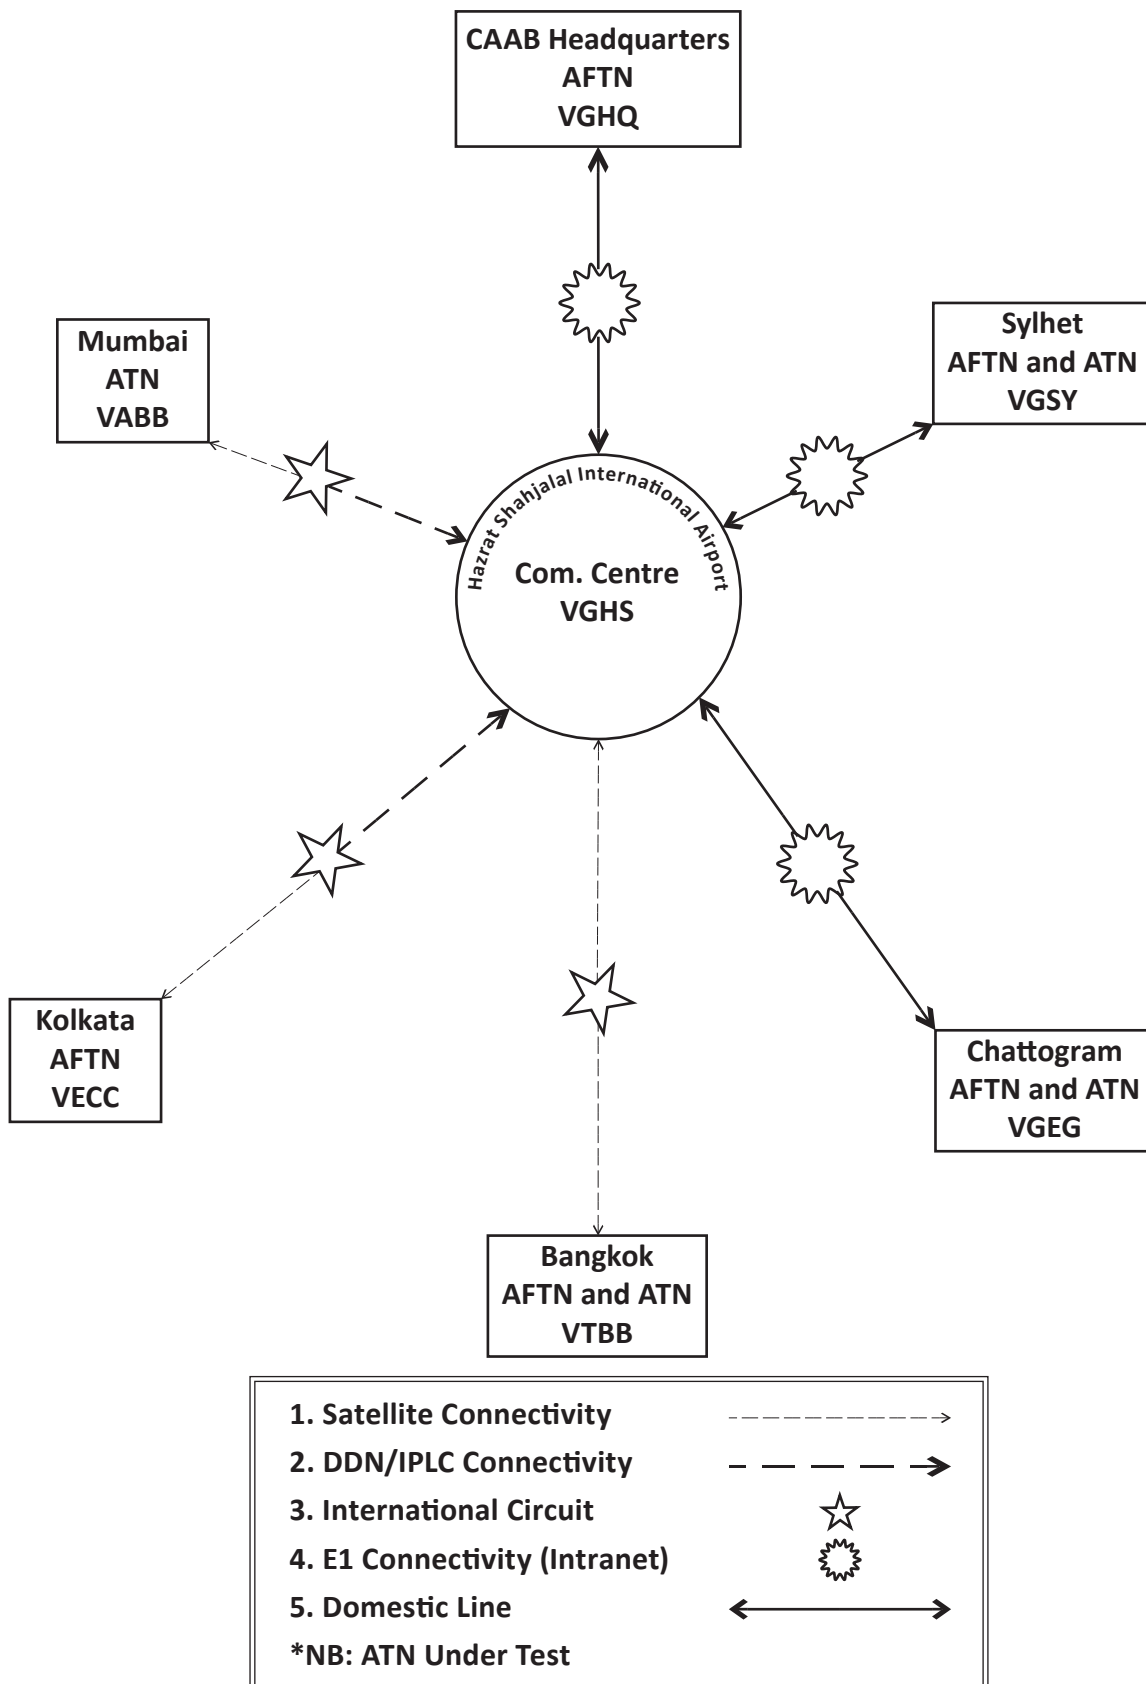 CAAB Headquarters
AFTN
VGHQ
Sylhet
AFTN and ATN
VGSY
Mumbai
ATN
VABB
Hazrat Shahjalal International Airport
Com. Centre
VGHS
Kolkata
AFTN
VECC
Chattogram
AFTN and ATN
VGEG
Bangkok
AFTN and ATN
VTBB
1. Satellite Connectivity
2. DDN/IPLC Connectivity
3. International Circuit
4. E1 Connectivity (Intranet)
5. Domestic Line
*NB: ATN Under Test